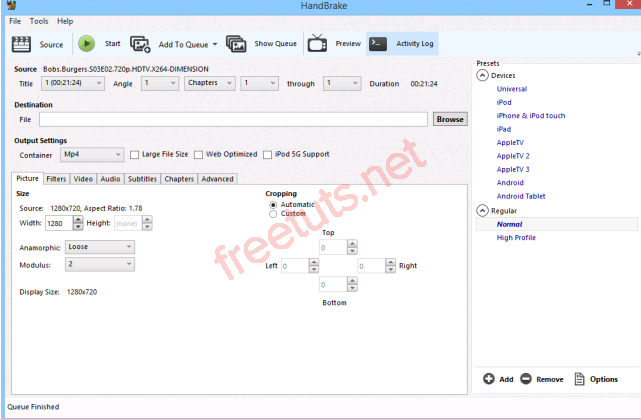 HandBrake
File Tools Help
Source Start Add To Queue Show Queue Preview Activity Log
Source Bobs.Burgers.S03E02.720p.HDTV.X264-DIMENSION
Title 1 (00:21:24) Angle 1 Chapters 1 through 1 Duration 00:21:24
Destination
File Browse
Output Settings
Container Mp4 Large File Size Web Optimized iPod 5G Support
Picture Filters Video Audio Subtitles Chapters Advanced
Size
Source: 1280x720, Aspect Ratio: 1.78
Width: 1280 Height: (none)
Anamorphic: Loose
Modulus: 2
Display Size: 1280x720
Cropping
Automatic
Custom
Top
0
Left 0 0 Right
0
Bottom
freetuts.net
Presets
Devices
Universal
iPod
iPhone & iPod touch
iPad
AppleTV
AppleTV 2
AppleTV 3
Android
Android Tablet
Regular
Normal
High Profile
Add Remove Options
Queue Finished